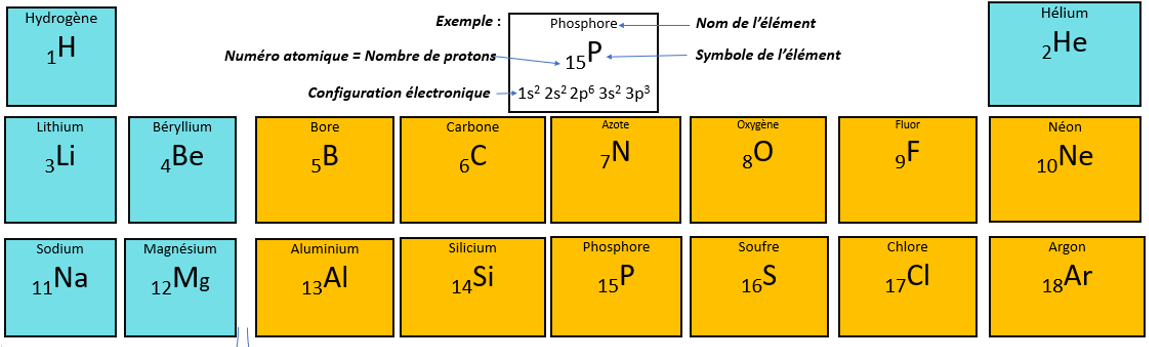 Hydrogène
₁H
Exemple :
Phosphore
Nom de l’élément
Numéro atomique = Nombre de protons
₁₅P
Symbole de l’élément
Configuration électronique
1s² 2s² 2p⁶ 3s² 3p³
Hélium
₂He
Lithium
₃Li
Béryllium
₄Be
Bore
₅B
Carbone
₆C
Azote
₇N
Oxygène
₈O
Fluor
₉F
Néon
₁₀Ne
Sodium
₁₁Na
Magnésium
₁₂Mg
Aluminium
₁₃Al
Silicium
₁₄Si
Phosphore
₁₅P
Soufre
₁₆S
Chlore
₁₇Cl
Argon
₁₈Ar